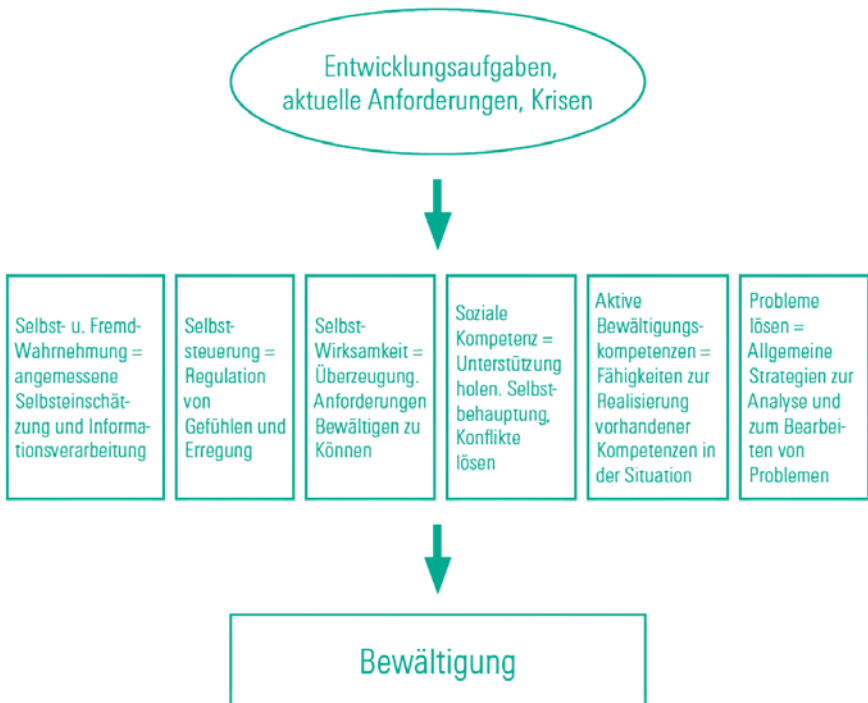 Entwicklungsaufgaben,
aktuelle Anforderungen, Krisen
Selbst- u. Fremd-
Wahrnehmung =
angemessene
Selbsteinschät-
zung und Informa-
tionsverarbeitung
Selbst-
steuerung =
Regulation
von
Gefühlen und
Erregung
Selbst-
Wirksamkeit =
Überzeugung.
Anforderungen
Bewältigen zu
Können
Soziale
Kompetenz =
Unterstützung
holen. Selbst-
behauptung,
Konflikte
lösen
Aktive
Bewältigungs-
kompetenzen =
Fähigkeiten zur
Realisierung
vorhandener
Kompetenzen in
der Situation
Probleme
lösen =
Allgemeine
Strategien zur
Analyse und
zum Bearbei-
ten von
Problemen
Bewältigung